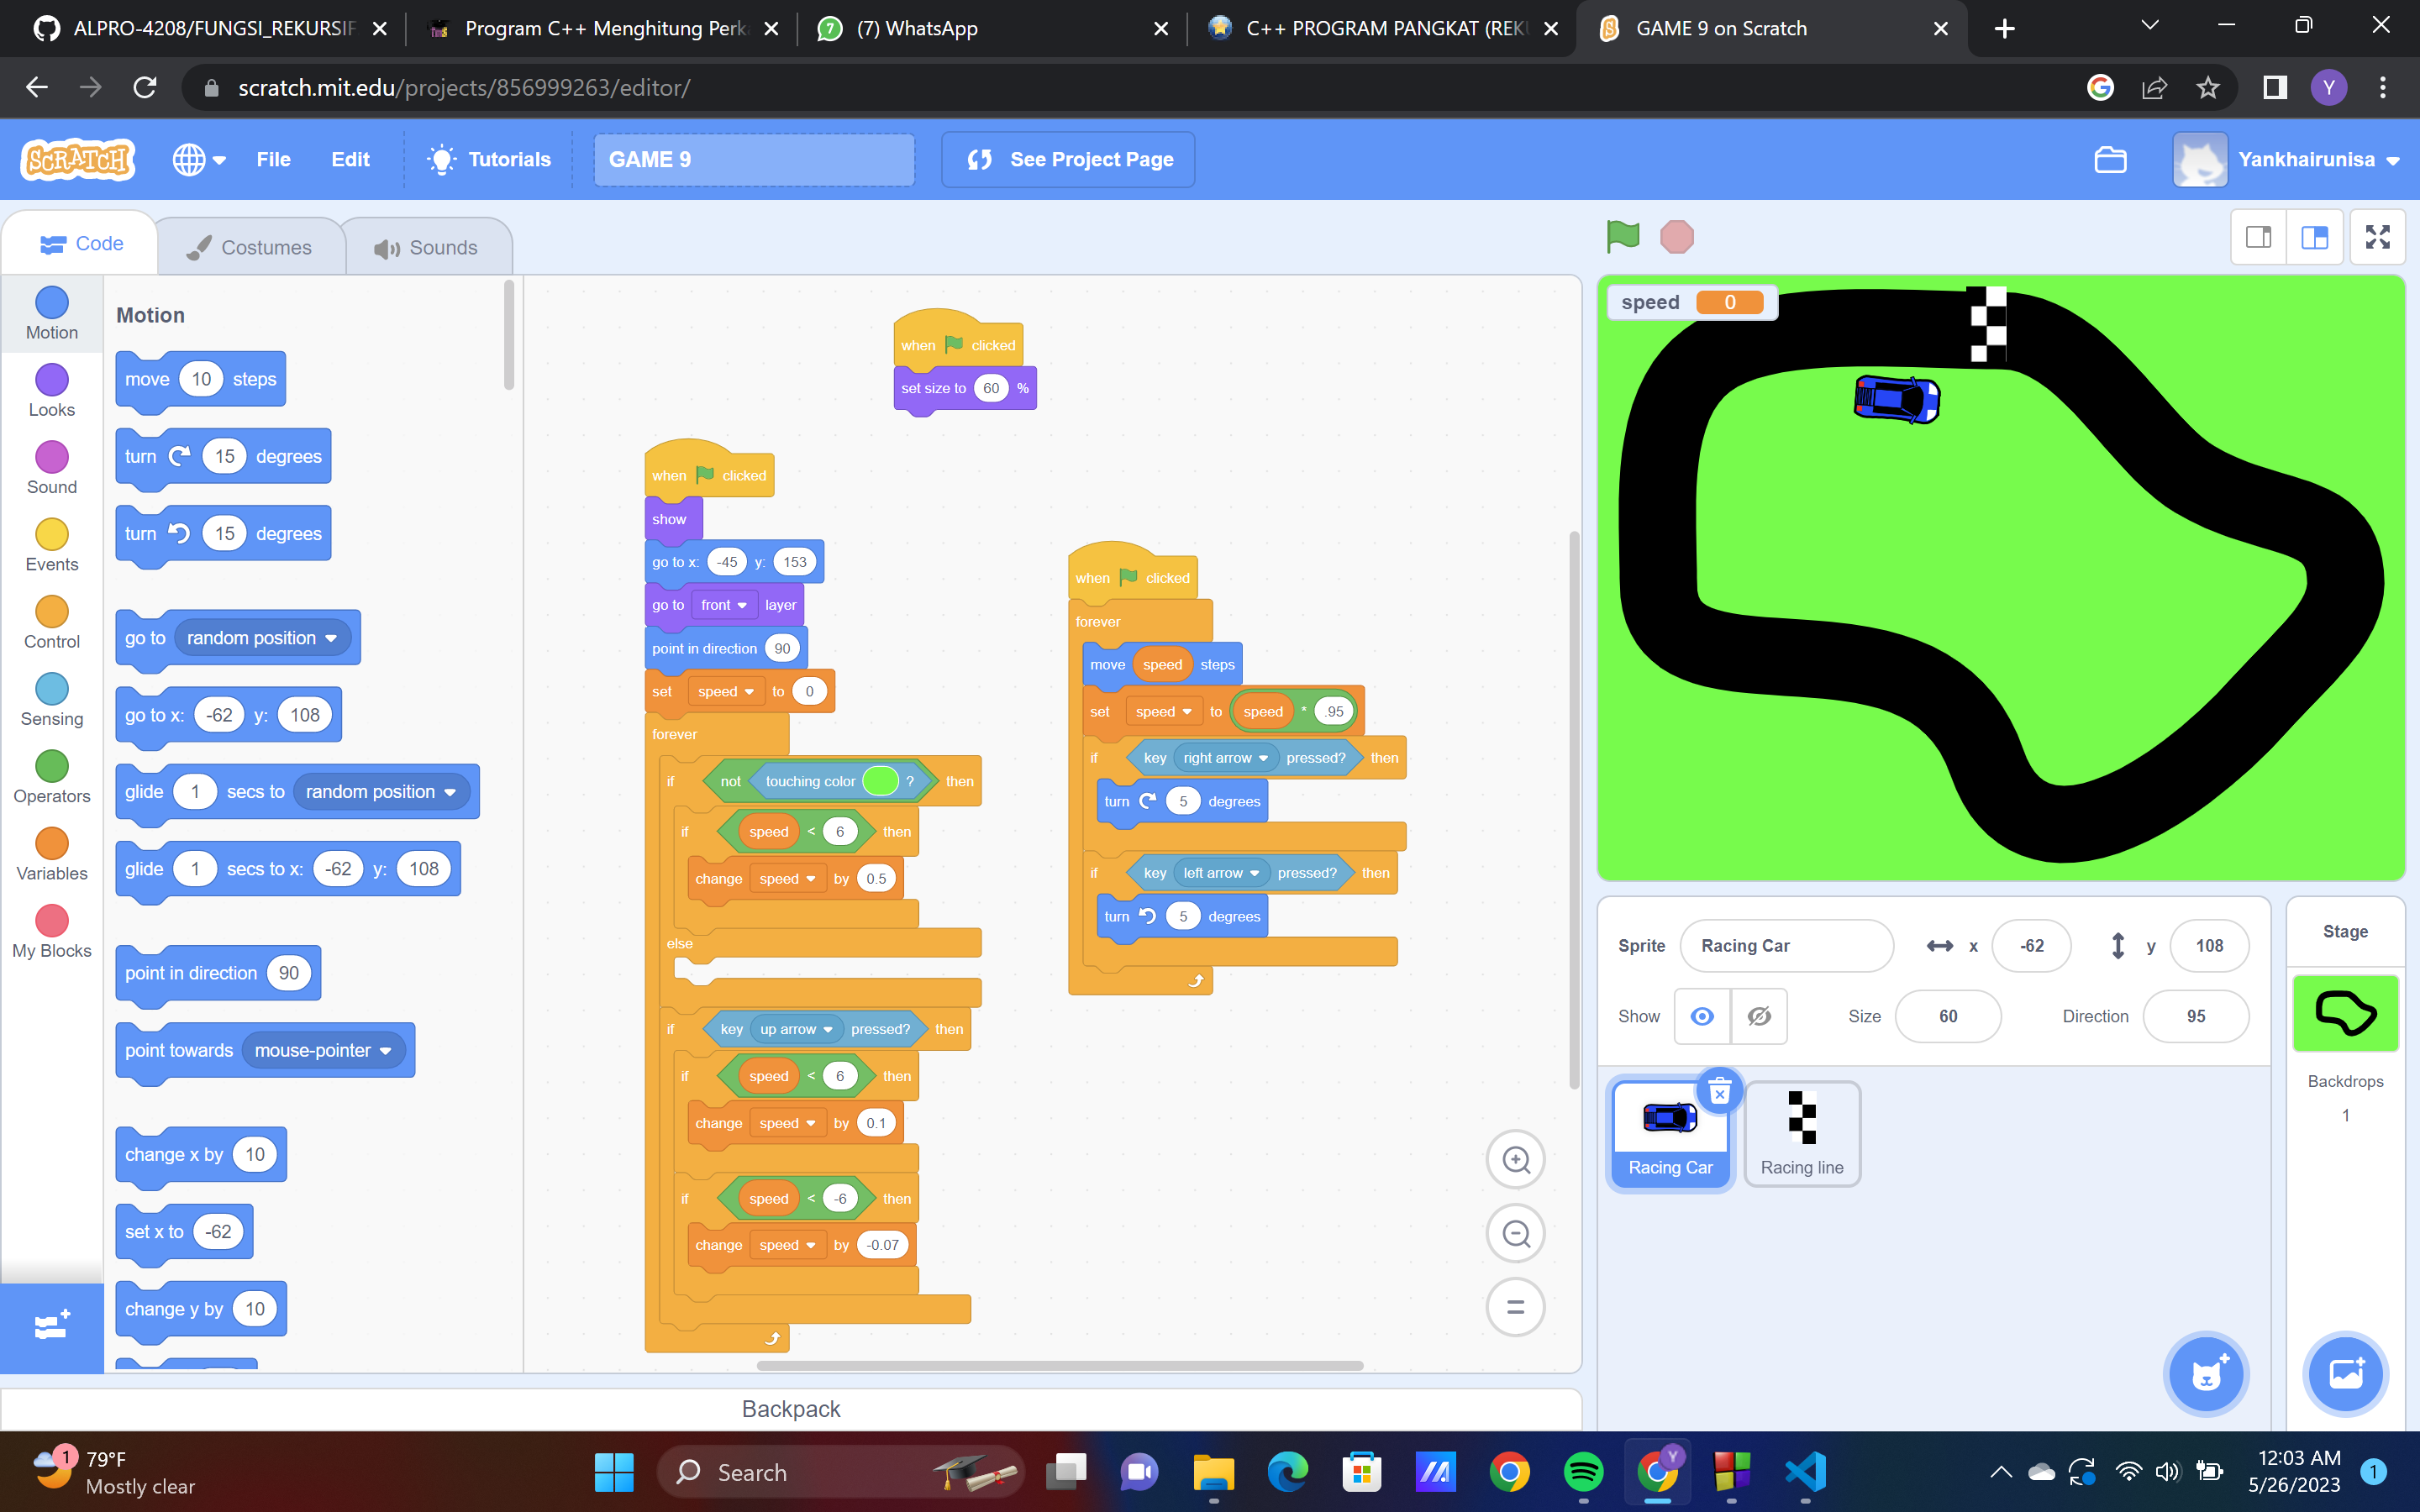 ALPRO-4208/FUNGSI_REKURSIF
Program C++ Menghitung Perka
7
(7) WhatsApp
C++ PROGRAM PANGKAT (REKU
GAME 9 on Scratch
scratch.mit.edu/projects/856999263/editor/
Y
SCRATCH
File
Edit
Tutorials
GAME 9
See Project Page
Yankhairunisa
Code
Costumes
Sounds
Motion
Looks
Sound
Events
Control
Sensing
Operators
Variables
My Blocks
Motion
move 10 steps
turn 15 degrees
turn 15 degrees
go to random position
go to x: -62 y: 108
glide 1 secs to random position
glide 1 secs to x: -62 y: 108
point in direction 90
point towards mouse-pointer
change x by 10
set x to -62
change y by 10
when clicked
set size to 60 %
when clicked
show
go to x: -45 y: 153
go to front layer
point in direction 90
set speed to 0
forever
if not touching color ? then
if speed < 6 then
change speed by 0.5
else
if key up arrow pressed? then
if speed < 6 then
change speed by 0.1
if speed < -6 then
change speed by -0.07
when clicked
forever
move speed steps
set speed to speed * .95
if key right arrow pressed? then
turn 5 degrees
if key left arrow pressed? then
turn 5 degrees
speed 0
Sprite Racing Car x -62 y 108
Show Size 60 Direction 95
Racing Car
Racing line
Stage
Backdrops
1
Backpack
1
79°F
Mostly clear
Search
Y
12:03 AM
5/26/2023
1